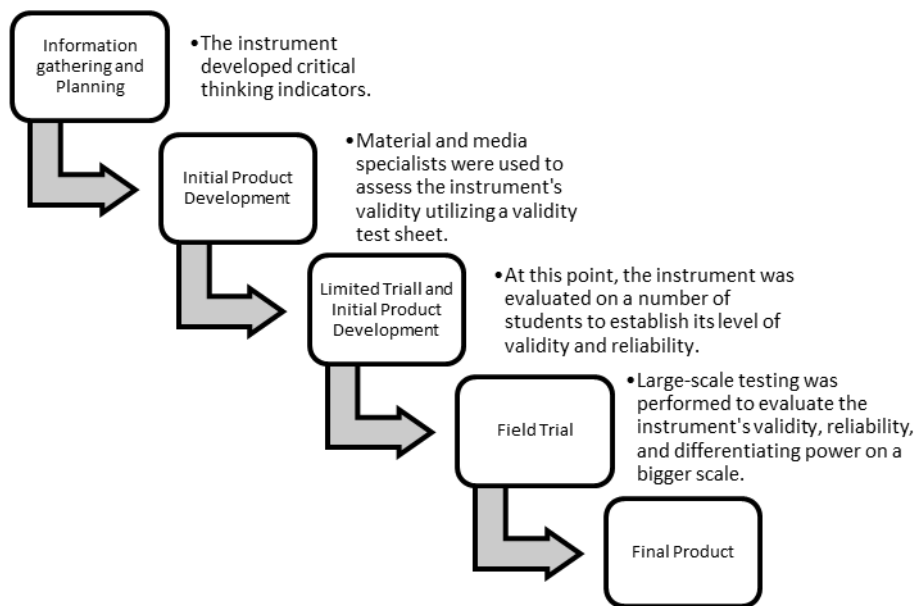 Information
gathering and
Planning
•The instrument
developed critical
thinking indicators.
Initial Product
Development
•Material and media
specialists were used to
assess the instrument's
validity utilizing a validity
test sheet.
Limited Triall and
Initial Product
Development
•At this point, the instrument was
evaluated on a number of
students to establish its level of
validity and reliability.
Field Trial
•Large-scale testing was
performed to evaluate the
instrument's validity, reliability,
and differentiating power on a
bigger scale.
Final Product